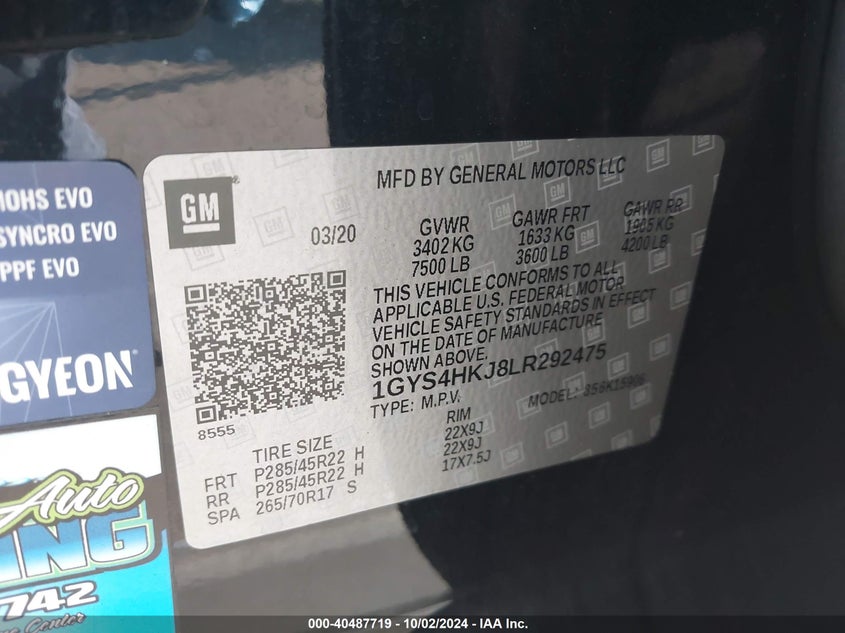 MOHS EVO
SYNCRO EVO
PPF EVO
GYEON®
Auto
ING
742
Center
GM
MFD BY GENERAL MOTORS LLC
03/20
GVWR GAWR FRT GAWR RR
3402 KG 1633 KG 1905 KG
7500 LB 3600 LB 4200 LB
THIS VEHICLE CONFORMS TO ALL
APPLICABLE U.S. FEDERAL MOTOR
VEHICLE SAFETY STANDARDS IN EFFECT
ON THE DATE OF MANUFACTURE
SHOWN ABOVE.
1GYS4HKJ8LR292475
TYPE: M.P.V. MODEL: 856K15906
8555
TIRE SIZE RIM
FRT P285/45R22 H 22X9J
RR P285/45R22 H 22X9J
SPA 265/70R17 S 17X7.5J
000-40487719 - 10/02/2024 - IAA Inc.